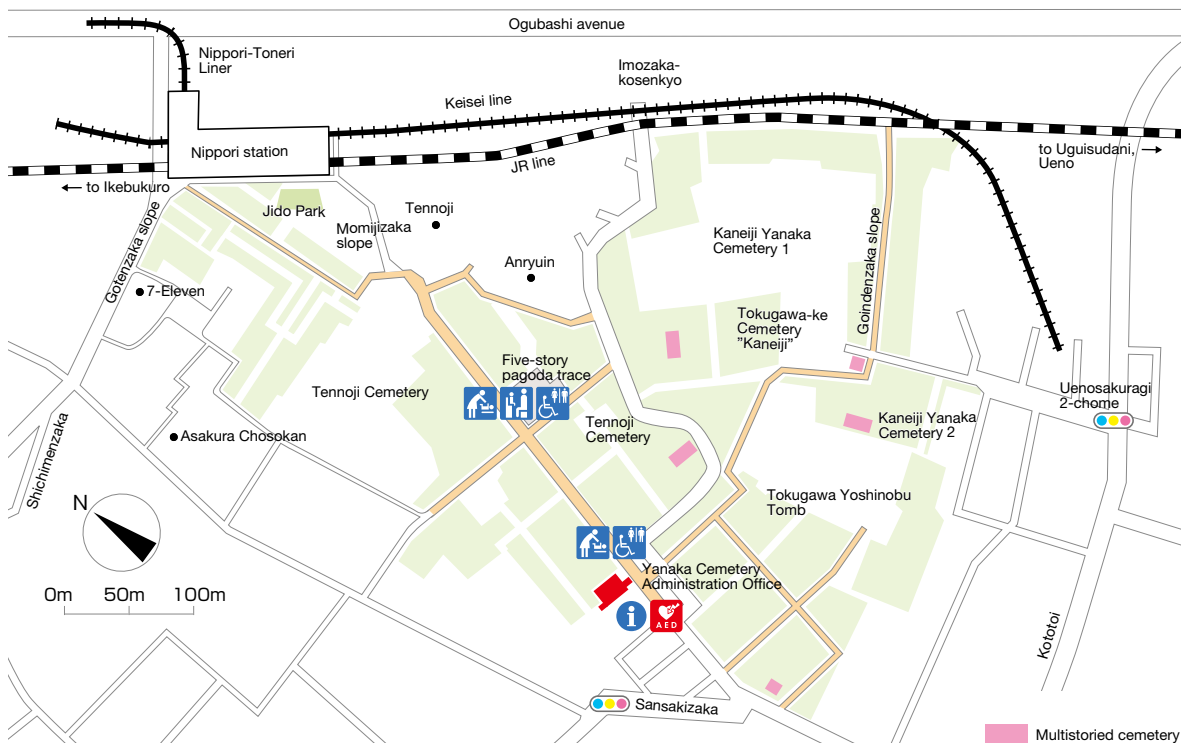 Ogubashi avenue
Nippori-Toneri
Liner
Imozaka-
kosenkyo
Keisei line
Nippori station
JR line
to Uguisudani,
Ueno
← to Ikebukuro
→
Jido Park
Tennoji
Momijizaka
slope
Gotenzaka slope
Kaneiji Yanaka
Cemetery 1
Goindenzaka slope
Anryuin
7-Eleven
Tokugawa-ke
Cemetery
"Kaneiji"
Five-story
pagoda trace
Tennoji Cemetery
Uenosakuragi
2-chome
Tennoji
Cemetery
Kaneiji Yanaka
Cemetery 2
Asakura Chosokan
Shichimenzaka
Tokugawa Yoshinobu
Tomb
N
Yanaka Cemetery
Administration Office
0m 50m 100m
i
AED
Kototoi
Sansakizaka
Multistoried cemetery